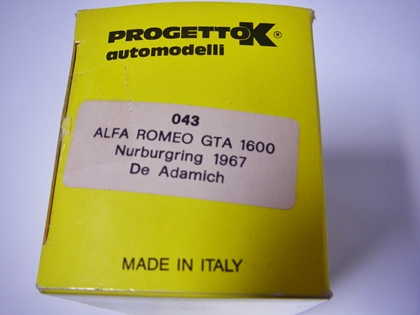 PROGETTO K ®
automodelli
043
ALFA ROMEO GTA 1600
Nurburgring 1967
De Adamich
MADE IN ITALY